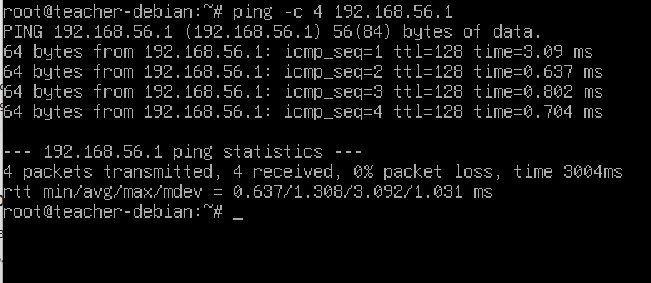 root@teacher-debian:~# ping -c 4 192.168.56.1
PING 192.168.56.1 (192.168.56.1) 56(84) bytes of data.
64 bytes from 192.168.56.1: icmp_seq=1 ttl=128 time=3.09 ms
64 bytes from 192.168.56.1: icmp_seq=2 ttl=128 time=0.637 ms
64 bytes from 192.168.56.1: icmp_seq=3 ttl=128 time=0.802 ms
64 bytes from 192.168.56.1: icmp_seq=4 ttl=128 time=0.704 ms
--- 192.168.56.1 ping statistics ---
4 packets transmitted, 4 received, 0% packet loss, time 3004ms
rtt min/avg/max/mdev = 0.637/1.308/3.092/1.031 ms
root@teacher-debian:~# _